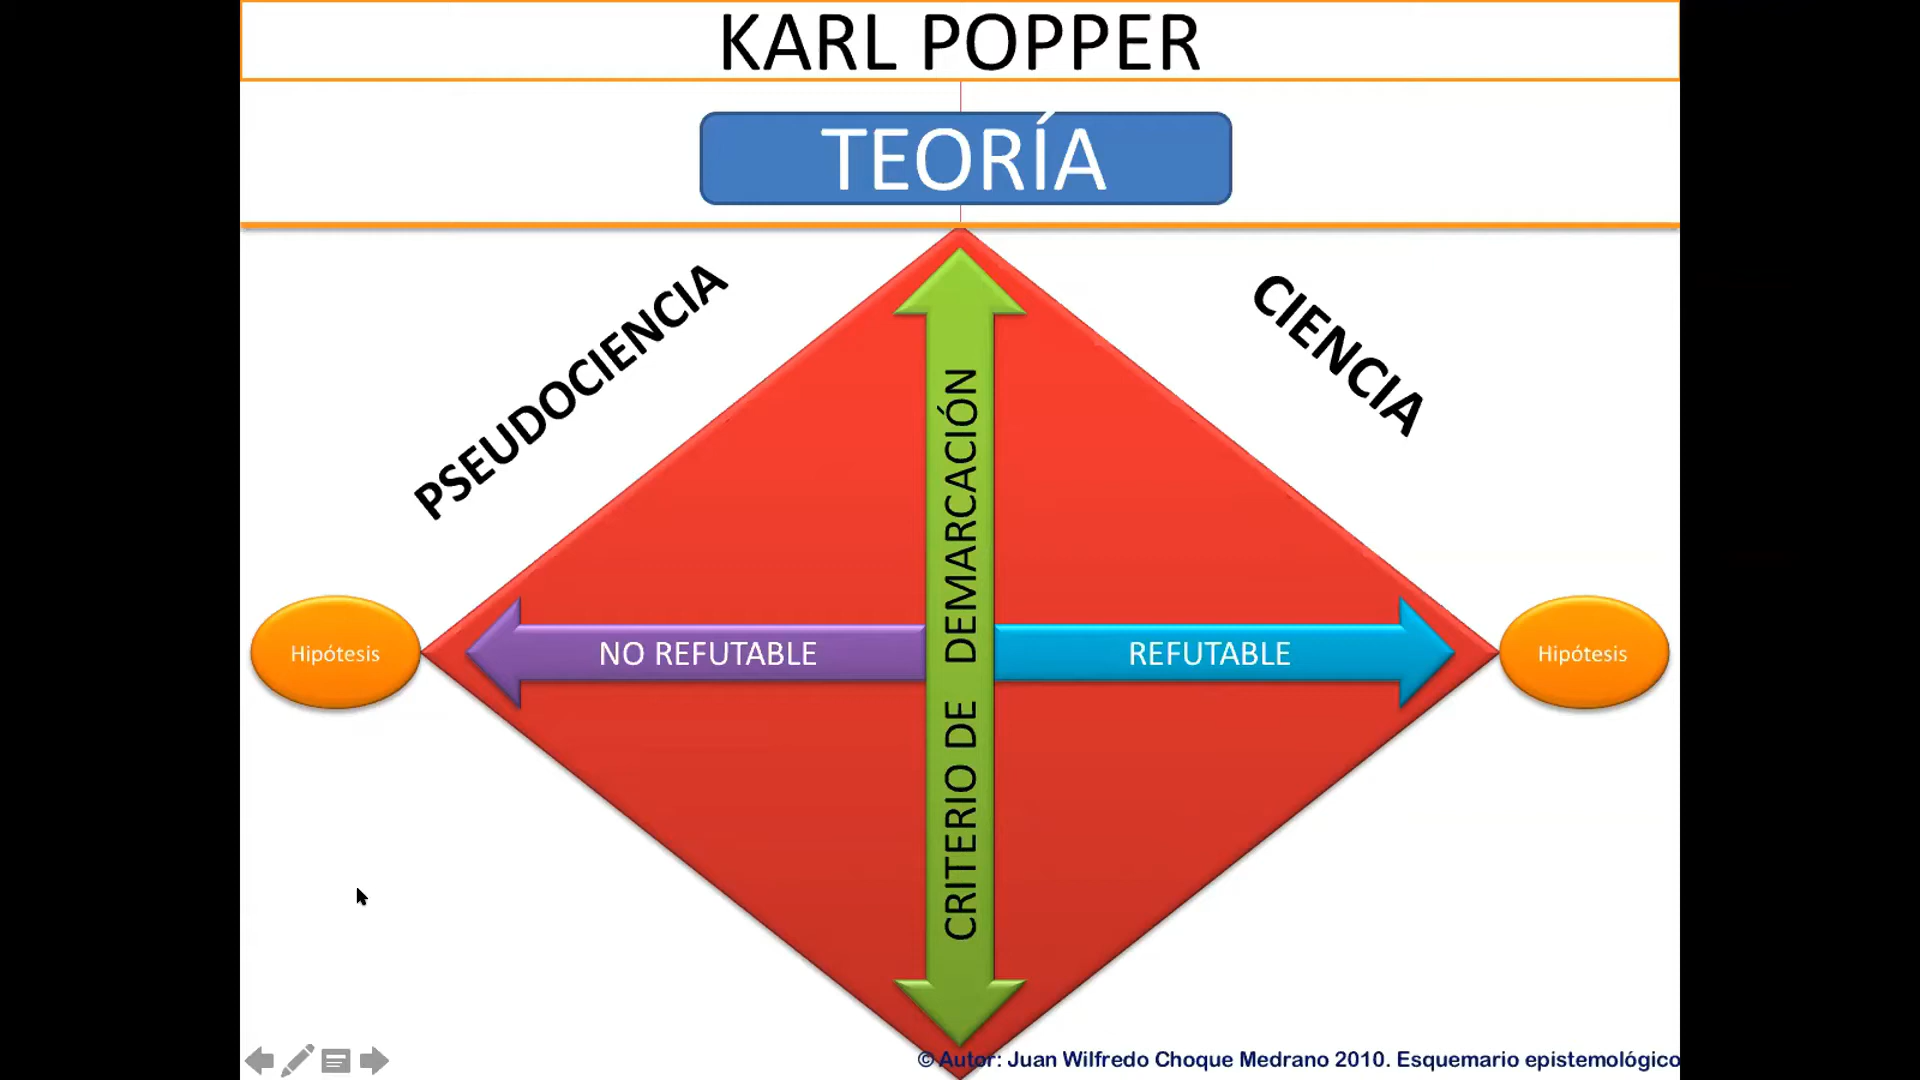 KARL POPPER
TEORÍA
PSEUDOCIENCIA
CIENCIA
CRITERIO DE DEMARCACIÓN
Hipótesis
NO REFUTABLE
REFUTABLE
Hipótesis
© Autor: Juan Wilfredo Choque Medrano 2010. Esquemario epistemológico